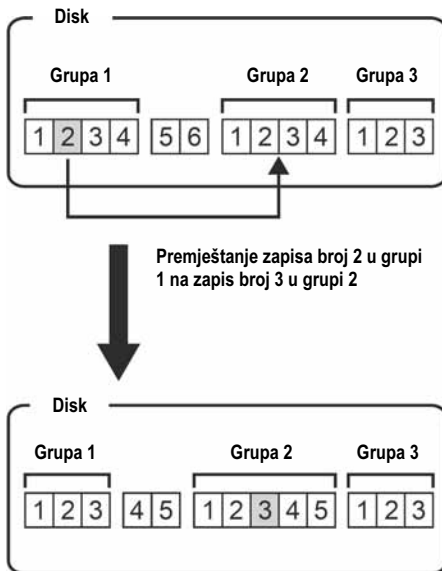 Disk
Grupa 1 Grupa 2 Grupa 3
1 2 3 4 5 6 1 2 3 4 1 2 3
Premještanje zapisa broj 2 u grupi
1 na zapis broj 3 u grupi 2
Disk
Grupa 1 Grupa 2 Grupa 3
1 2 3 4 5 1 2 3 4 5 1 2 3